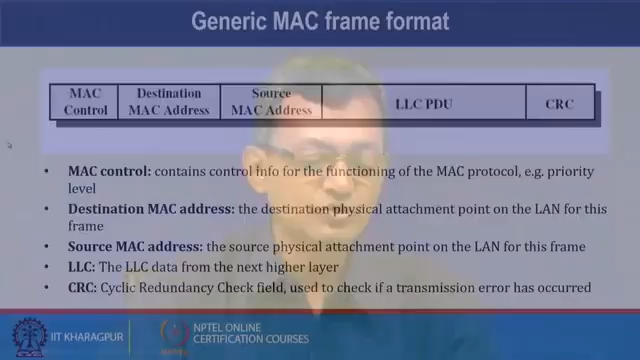 Generic MAC frame format
MAC Control
Destination MAC Address
Source MAC Address
LLC PDU
CRC
• MAC control: contains control info for the functioning of the MAC protocol, e.g. priority
level
• Destination MAC address: the destination physical attachment point on the LAN for this
frame
• Source MAC address: the source physical attachment point on the LAN for this frame
• LLC: The LLC data from the next higher layer
• CRC: Cyclic Redundancy Check field, used to check if a transmission error has occurred
IIT KHARAGPUR
NPTEL ONLINE
CERTIFICATION COURSES